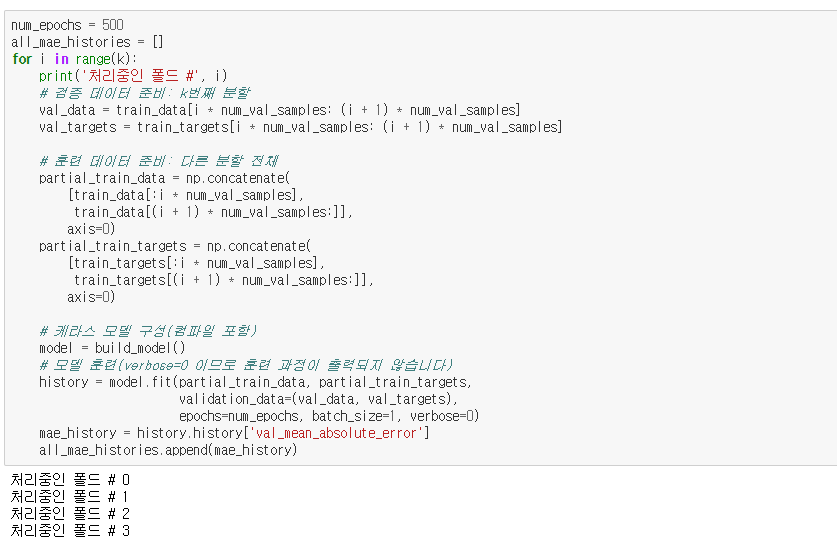 num_epochs = 500
all_mae_histories = []
for i in range(k):
    print('처리중인 폴드 #', i)
    # 검증 데이터 준비: k번째 분할
    val_data = train_data[i * num_val_samples: (i + 1) * num_val_samples]
    val_targets = train_targets[i * num_val_samples: (i + 1) * num_val_samples]

    # 훈련 데이터 준비: 다른 분할 전체
    partial_train_data = np.concatenate(
        [train_data[:i * num_val_samples],
         train_data[(i + 1) * num_val_samples:]],
        axis=0)
    partial_train_targets = np.concatenate(
        [train_targets[:i * num_val_samples],
         train_targets[(i + 1) * num_val_samples:]],
        axis=0)

    # 케라스 모델 구성(컴파일 포함)
    model = build_model()
    # 모델 훈련(verbose=0 이므로 훈련 과정이 출력되지 않습니다)
    history = model.fit(partial_train_data, partial_train_targets,
                        validation_data=(val_data, val_targets),
                        epochs=num_epochs, batch_size=1, verbose=0)
    mae_history = history.history['val_mean_absolute_error']
    all_mae_histories.append(mae_history)
처리중인 폴드 # 0
처리중인 폴드 # 1
처리중인 폴드 # 2
처리중인 폴드 # 3